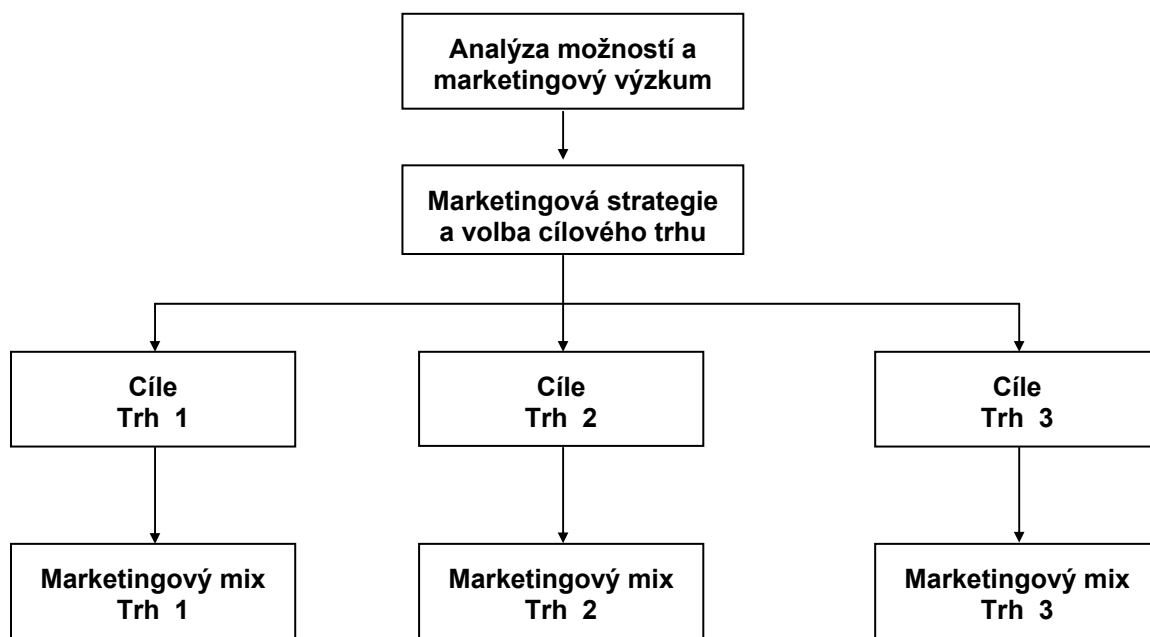 Analýza možností a
marketingový výzkum
Marketingová strategie
a volba cílového trhu
Cíle
Trh  1
Cíle
Trh  2
Cíle
Trh  3
Marketingový mix
Trh  1
Marketingový mix
Trh  2
Marketingový mix
Trh  3